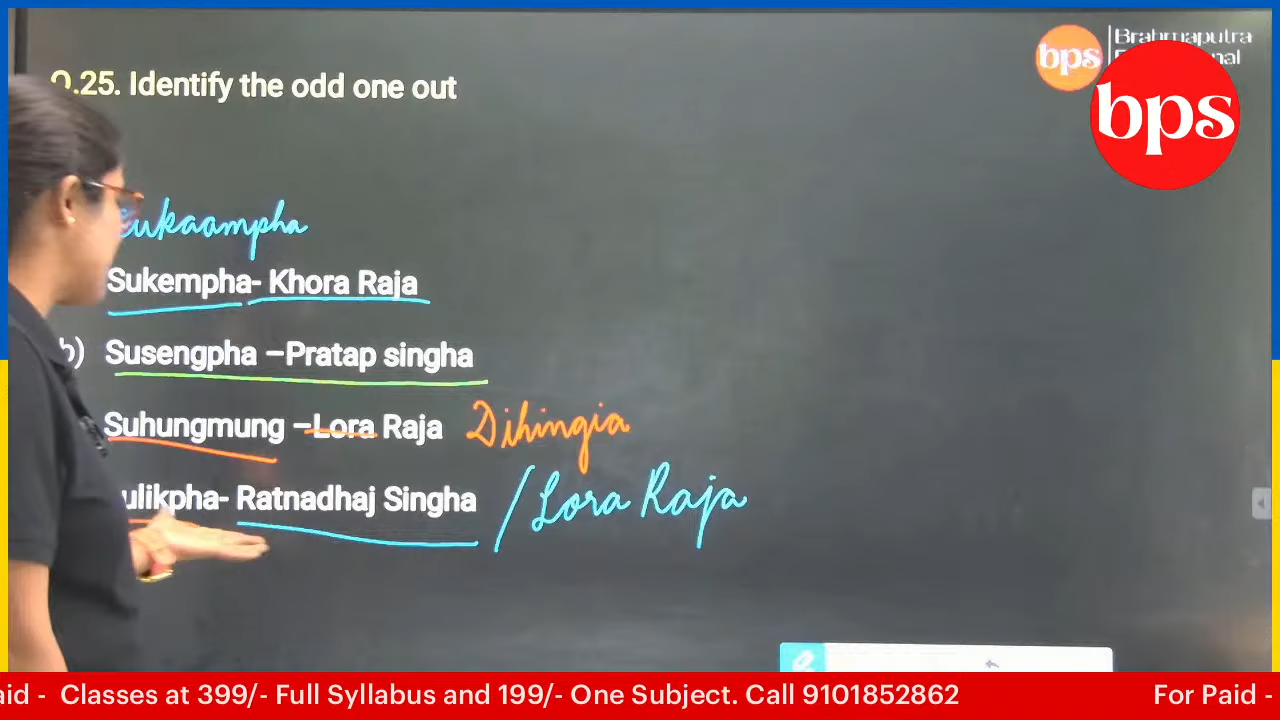 Q.25. Identify the odd one out
bps
Brahmaputra
bps
Sukaampha
Sukempha- Khora Raja
b) Susengpha –Pratap singha
Suhungmung –Lora Raja Dihingia
ulikpha- Ratnadhaj Singha / Lora Raja
aid - Classes at 399/- Full Syllabus and 199/- One Subject. Call 9101852862 For Paid -